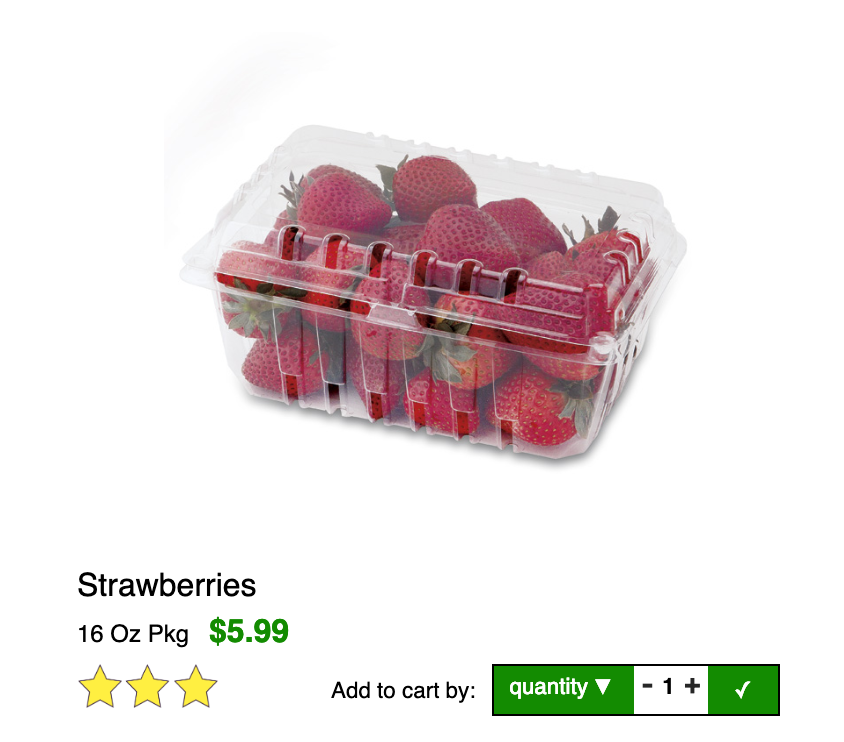 Strawberries
16 Oz Pkg $5.99
Add to cart by: quantity ▼ - 1 + ✓